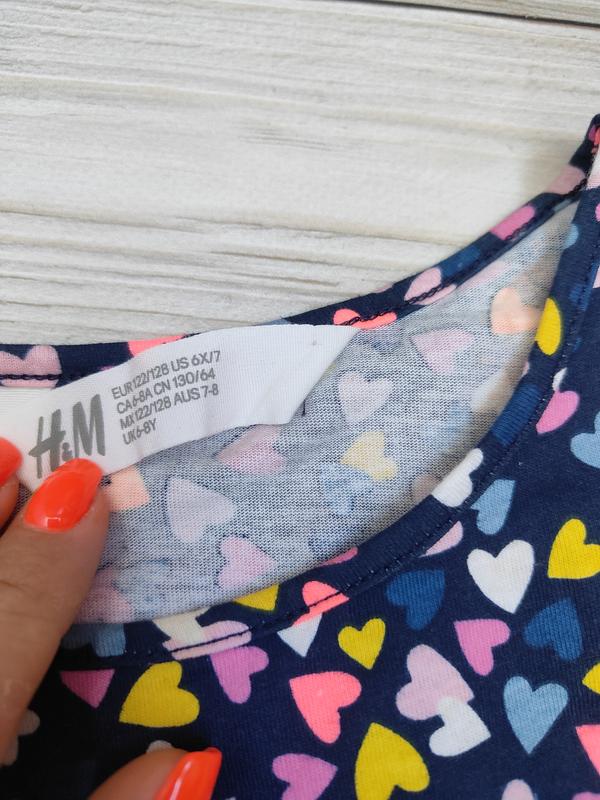 H&M
EUR 122/128 US 6X/7
CA 6-8A CN 130/64
MX 122/128 AUS 7-8
UK 6-8Y